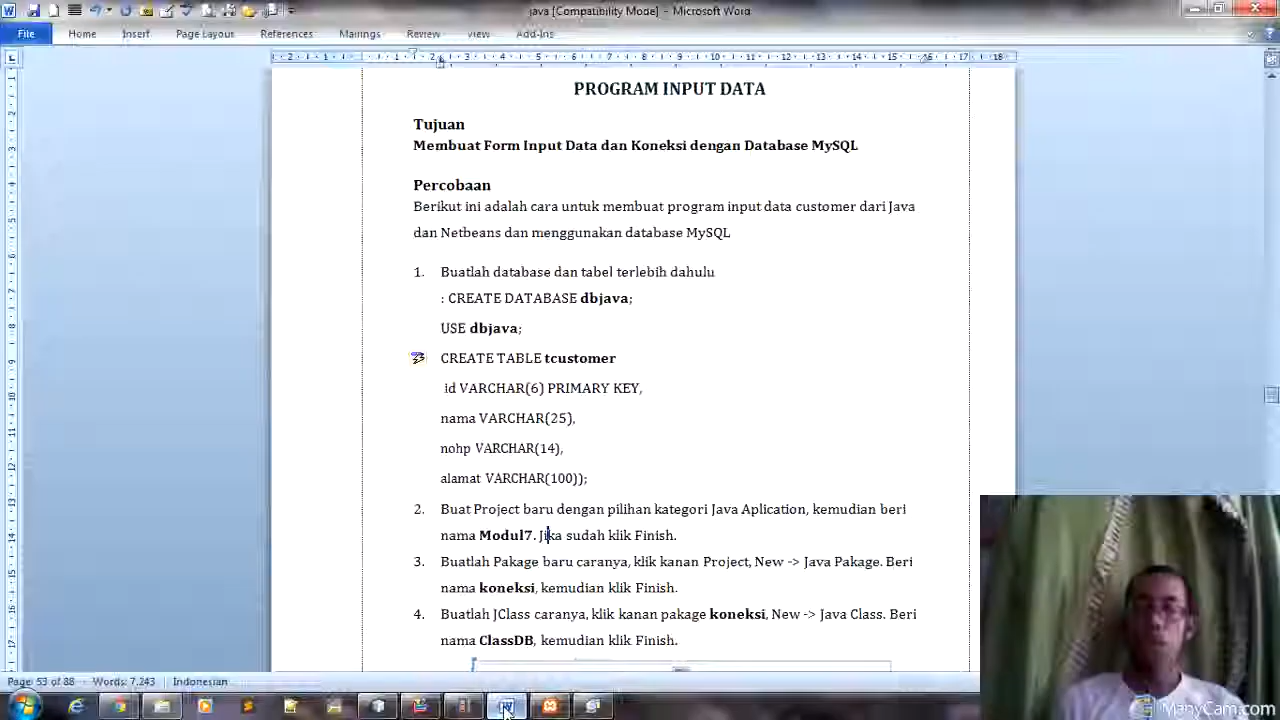 java [Compatibility Mode] - Microsoft Word
File Home Insert Page Layout References Mailings Review View Add-Ins
PROGRAM INPUT DATA
Tujuan
Membuat Form Input Data dan Koneksi dengan Database MySQL
Percobaan
Berikut ini adalah cara untuk membuat program input data customer dari Java
dan Netbeans dan menggunakan database MySQL
1. Buatlah database dan tabel terlebih dahulu
: CREATE DATABASE dbjava;
USE dbjava;
CREATE TABLE tcustomer
id VARCHAR(6) PRIMARY KEY,
nama VARCHAR(25),
nohp VARCHAR(14),
alamat VARCHAR(100));
2. Buat Project baru dengan pilihan kategori Java Aplication, kemudian beri
nama Modul7. Jika sudah klik Finish.
3. Buatlah Pakage baru caranya, klik kanan Project, New -> Java Pakage. Beri
nama koneksi, kemudian klik Finish.
4. Buatlah JClass caranya, klik kanan pakage koneksi, New -> Java Class. Beri
nama ClassDB, kemudian klik Finish.
Page: 53 of 88 Words: 7.243 Indonesian
ManyCam.com